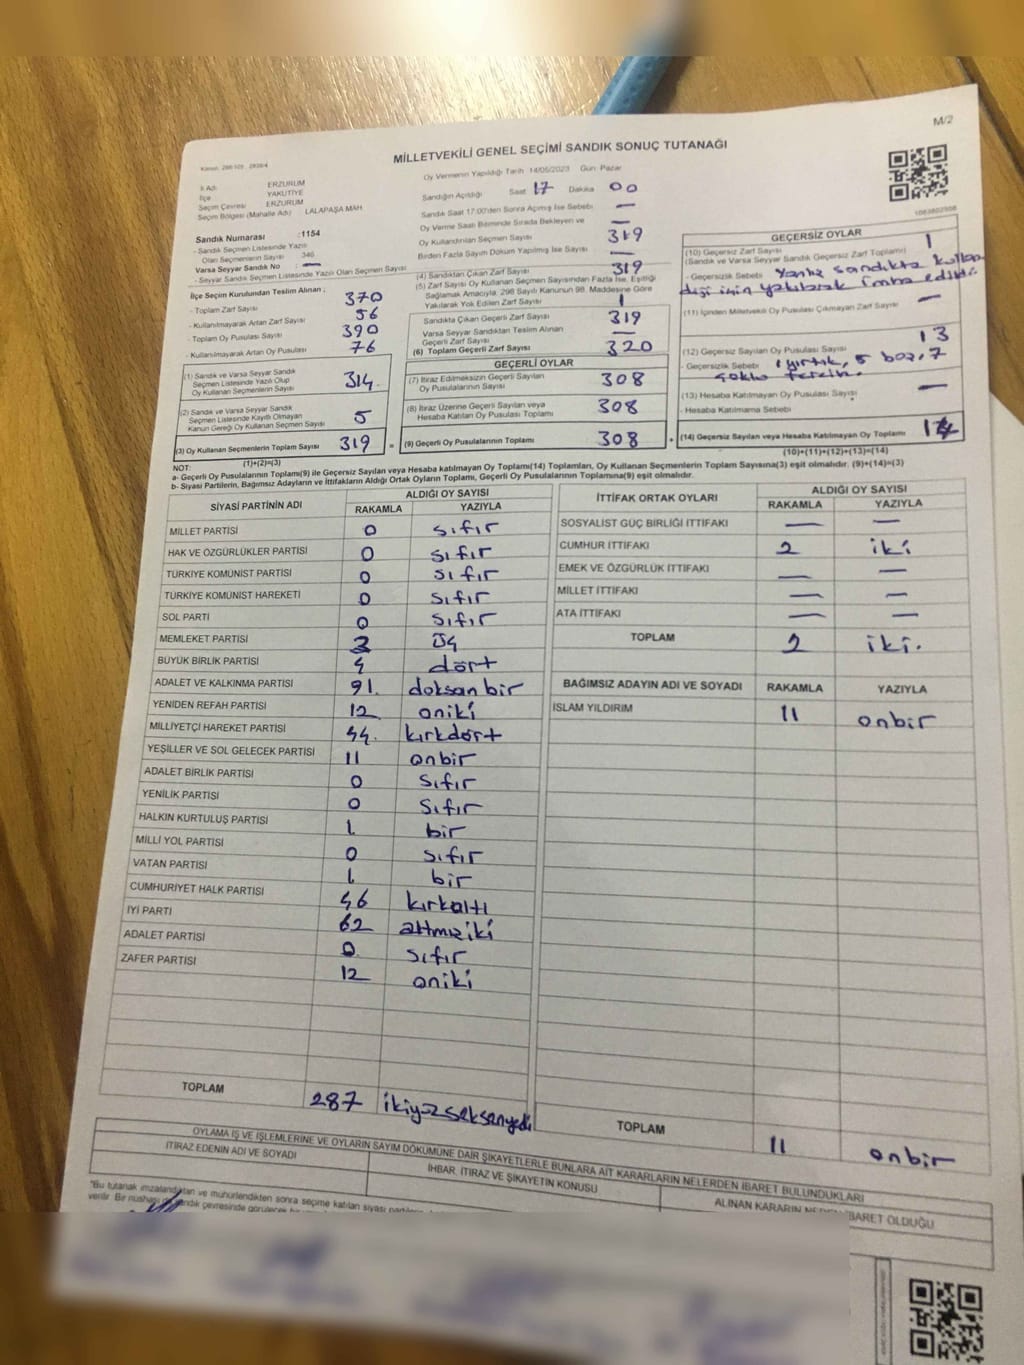 M/2
Kanun: 298/105 2839/4
MİLLETVEKİLİ GENEL SEÇİMİ SANDIK SONUÇ TUTANAĞI
İl Adı ERZURUM
İlçe YAKUTİYE
Seçim Çevresi ERZURUM
Seçim Bölgesi (Mahalle Adı) LALAPAŞA MAH
Sandık Numarası :1154
- Sandık Seçmen Listesinde Yazılı
Olan Seçmenlerin Sayısı 346
Varsa Seyyar Sandık No —
- Seyyar Sandık Seçmen Listesinde Yazılı Olan Seçmen Sayısı
İlçe Seçim Kurulundan Teslim Alınan ;
- Toplam Zarf Sayısı 370
- Kullanılmayarak Artan Zarf Sayısı 56
- Toplam Oy Pusulası Sayısı 390
- Kullanılmayarak Artan Oy Pusulası 76
(1) Sandık ve Varsa Seyyar Sandık
Seçmen Listesinde Yazılı Olup
Oy Kullanan Seçmenlerin Sayısı 314
(2) Sandık ve Varsa Seyyar Sandık
Seçmen Listesinde Kayıtlı Olmayan
Kanun Gereği Oy Kullanan Seçmen Sayısı 5
(3) Oy Kullanan Seçmenlerin Toplam Sayısı 319 =
(1)+(2)=(3)
Oy Vermenin Yapıldığı Tarih 14/05/2023 Gün Pazar
Sandığın Açıldığı Saat 17 Dakika 00
Sandık Saat 17:00'den Sonra Açılmış İse Sebebi —
Oy Verme Saati Bitiminde Sırada Bekleyen ve —
Oy Kullandırılan Seçmen Sayısı 319
Birden Fazla Sayım Döküm Yapılmış İse Sayısı —
(4) Sandıktan Çıkan Zarf Sayısı 319
(5) Zarf Sayısı Oy Kullanan Seçmen Sayısından Fazla İse, Eşitliği
Sağlamak Amacıyla, 298 Sayılı Kanunun 98. Maddesine Göre
Yakılarak Yok Edilen Zarf Sayısı 1
Sandıkta Çıkan Geçerli Zarf Sayısı 319
Varsa Seyyar Sandıktan Teslim Alınan
Geçerli Zarf Sayısı —
(6) Toplam Geçerli Zarf Sayısı 320
GEÇERLİ OYLAR
(7) İtiraz Edilmeksizin Geçerli Sayılan
Oy Pusulalarının Sayısı 308
(8) İtiraz Üzerine Geçerli Sayılan veya
Hesaba Katılan Oy Pusulası Toplamı 308
(9) Geçerli Oy Pusulalarının Toplamı 308 +
1083802508
GEÇERSİZ OYLAR
(10) Geçersiz Zarf Sayısı 1
(Sandık ve Varsa Seyyar Sandık Geçersiz Zarf Toplamı)
- Geçersizlik Sebebi Yanlış sandıkta
için yakılarak imha edildi.
(11) İçinden Milletvekili Oy Pusulası Çıkmayan Zarf Sayısı —
(12) Geçersiz Sayılan Oy Pusulası Sayısı 13
- Geçersizlik Sebebi 1 yırtık, 5 boş, 7
çoklu tercih.
(13) Hesaba Katılmayan Oy Pusulası Sayısı —
- Hesaba Katılmama Sebebi
(14) Geçersiz Sayılan veya Hesaba Katılmayan Oy Toplamı
(10)+(11)+(12)+(13)=(14)
NOT:
a- Geçerli Oy Pusulalarının Toplamı(9) ile Geçersiz Sayılan veya Hesaba katılmayan Oy Toplamı(14) Toplamları, Oy Kullanan Seçmenlerin Toplam Sayısına(3) eşit olmalıdır. (9)+(14)=(3)
b- Siyasi Partilerin, Bağımsız Adayların ve İttifakların Aldığı Ortak Oyların Toplamı, Geçerli Oy Pusulalarının Toplamına(9) eşit olmalıdır.
SİYASİ PARTİNİN ADI ALDIĞI OY SAYISI
RAKAMLA YAZIYLA
MİLLET PARTİSİ 0 sıfır
HAK VE ÖZGÜRLÜKLER PARTİSİ 0 sıfır
TÜRKİYE KOMÜNİST PARTİSİ 0 sıfır
TÜRKİYE KOMÜNİST HAREKETİ 0 sıfır
SOL PARTİ 0 sıfır
MEMLEKET PARTİSİ 3 üç
BÜYÜK BİRLİK PARTİSİ 4 dört
ADALET VE KALKINMA PARTİSİ 91. doksan bir
YENİDEN REFAH PARTİSİ 12 oniki
MİLLİYETÇİ HAREKET PARTİSİ 44. kırkdört
YEŞİLLER VE SOL GELECEK PARTİSİ 11 onbir
ADALET BİRLİK PARTİSİ 0 sıfır
YENİLİK PARTİSİ 0 sıfır
HALKIN KURTULUŞ PARTİSİ 1 bir
MİLLİ YOL PARTİSİ 0 sıfır
VATAN PARTİSİ 1 bir
CUMHURİYET HALK PARTİSİ 46 kırkaltı
İYİ PARTİ 62 altmışiki
ADALET PARTİSİ 0 sıfır
ZAFER PARTİSİ 12 oniki
TOPLAM 287 ikiyüzseksenyedi
İTTİFAK ORTAK OYLARI ALDIĞI OY SAYISI
RAKAMLA YAZIYLA
SOSYALİST GÜÇ BİRLİĞİ İTTİFAKI — —
CUMHUR İTTİFAKI 2 iki
EMEK VE ÖZGÜRLÜK İTTİFAKI — —
MİLLET İTTİFAKI — —
ATA İTTİFAKI — —
TOPLAM 2 iki.
BAĞIMSIZ ADAYIN ADI VE SOYADI RAKAMLA YAZIYLA
İSLAM YILDIRIM 11 onbir
TOPLAM 11 onbir
OYLAMA İŞ VE İŞLEMLERİNE VE OYLARIN SAYIM DÖKÜMÜNE DAİR ŞİKAYETLERLE BUNLARA AİT KARARLARIN NELERDEN İBARET BULUNDUKLARI
İTİRAZ EDENİN ADI VE SOYADI İHBAR, İTİRAZ VE ŞİKAYETİN KONUSU ALINAN KARARIN NEDEN İBARET OLDUĞU
"Bu tutanak imzalandıktan ve mühürlendikten sonra seçime katılan siyasi
verilir. Bir nüshası da sandık çevresinde görülecek bir